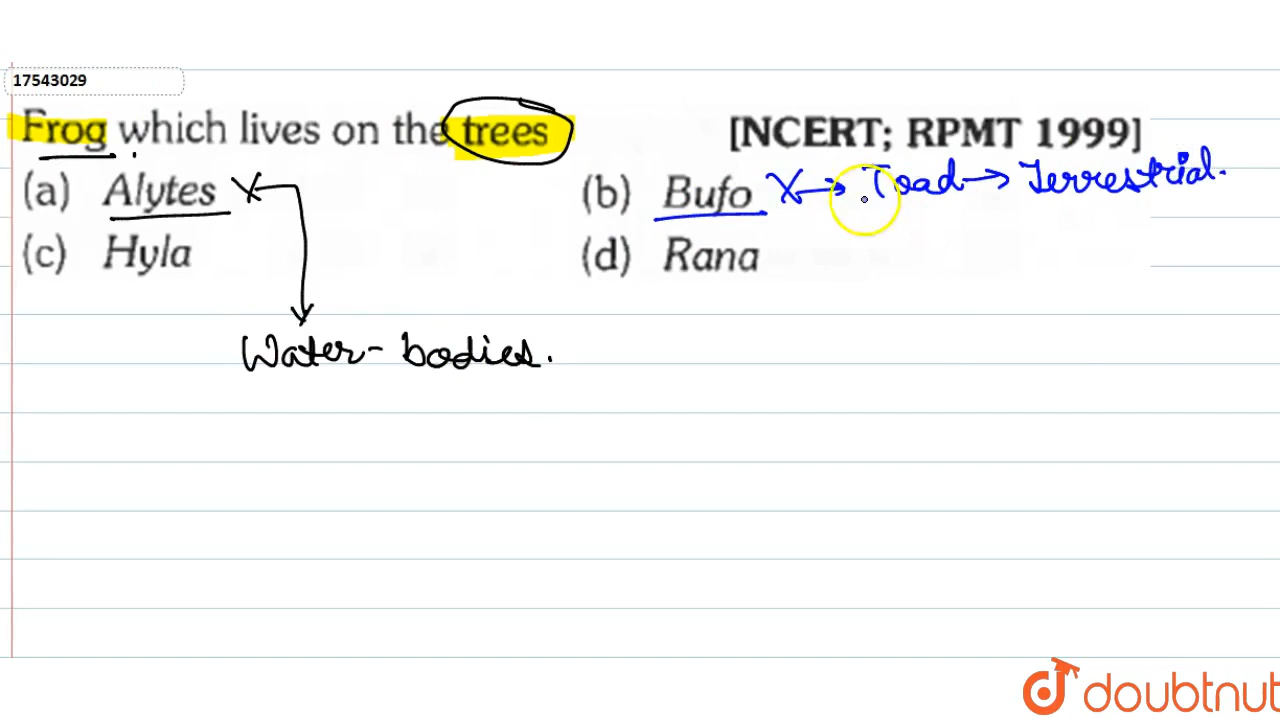 17543029
Frog which lives on the trees [NCERT; RPMT 1999]
(a) Alytes X (b) Bufo X → Toad → Terrestrial.
(c) Hyla (d) Rana
Water-bodies.
doubtnut